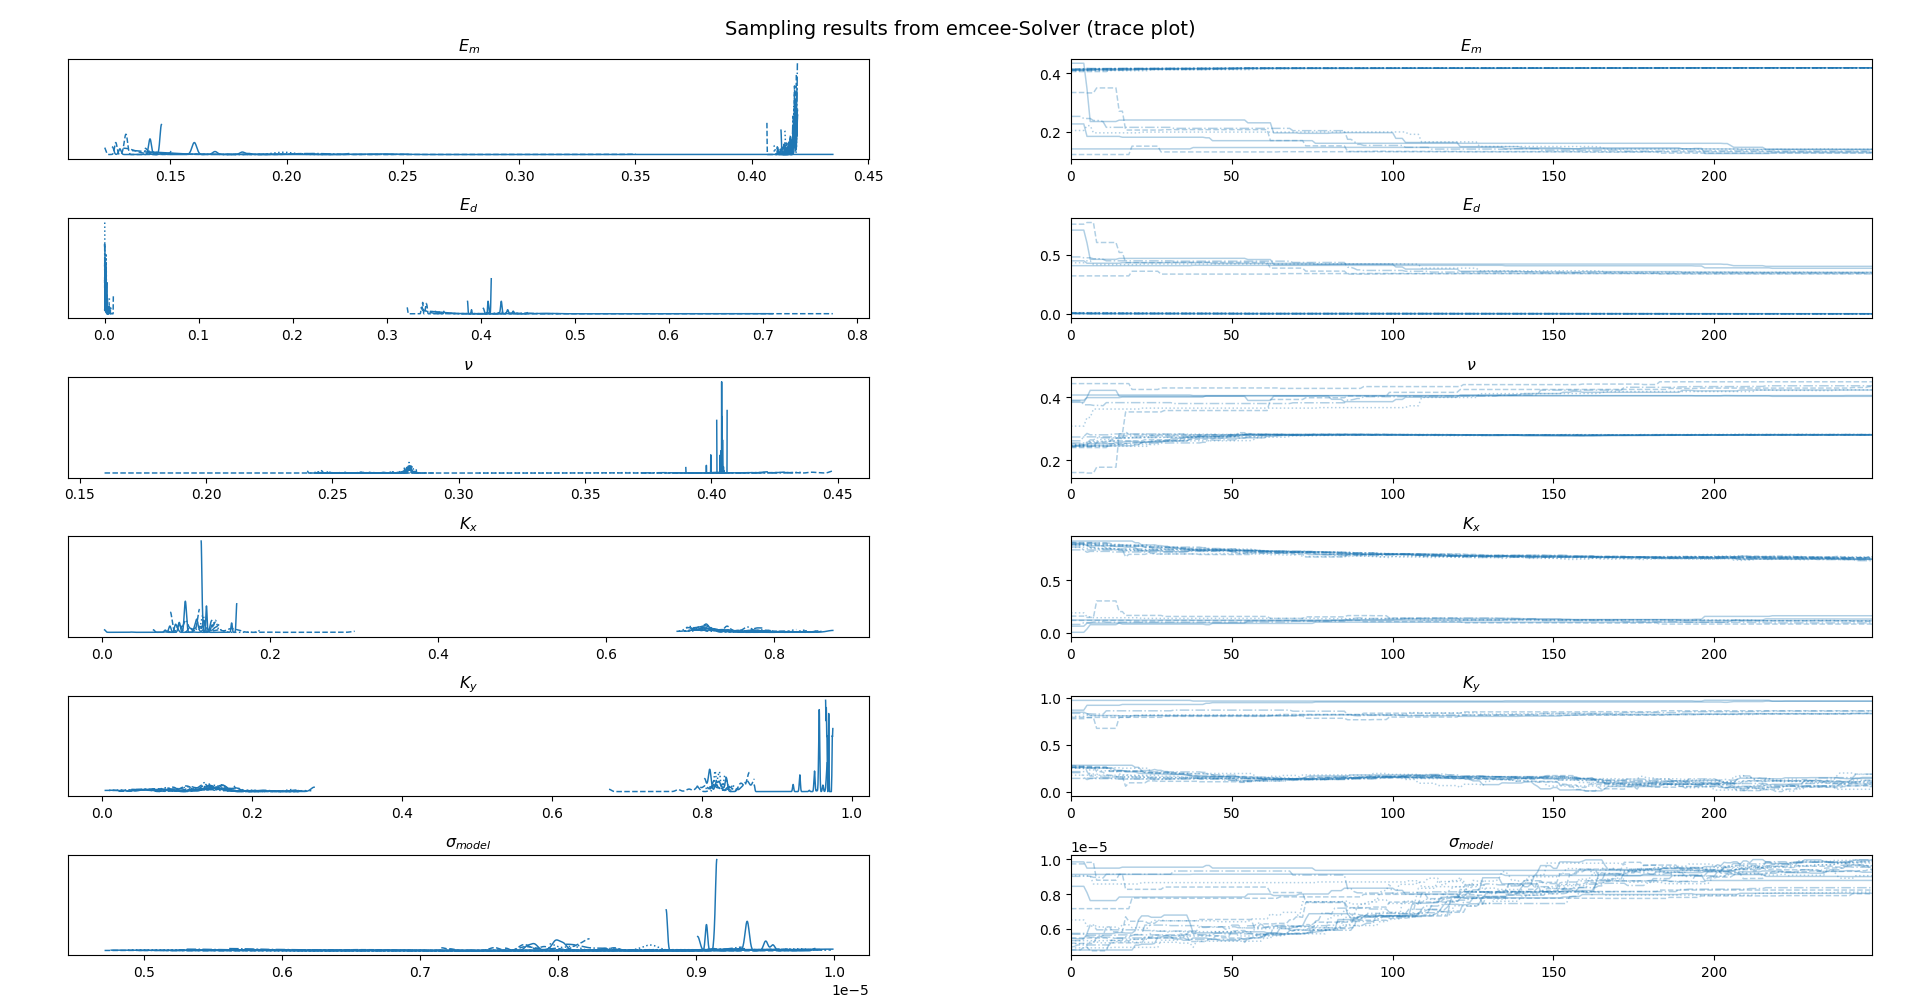 Sampling results from emcee-Solver (trace plot)
E_m E_m
0.4
0.2
0.15 0.20 0.25 0.30 0.35 0.40 0.45 0 50 100 150 200
E_d E_d
0.5
0.0
0.0 0.1 0.2 0.3 0.4 0.5 0.6 0.7 0.8 0 50 100 150 200
ν ν
0.4
0.2
0.15 0.20 0.25 0.30 0.35 0.40 0.45 0 50 100 150 200
K_x K_x
0.5
0.0
0.0 0.2 0.4 0.6 0.8 0 50 100 150 200
K_y K_y
1.0
0.5
0.0
0.0 0.2 0.4 0.6 0.8 1.0 0 50 100 150 200
σ_model 1e−5 σ_model
1.0
0.8
0.6
0.5 0.6 0.7 0.8 0.9 1.0 0 50 100 150 200
1e−5